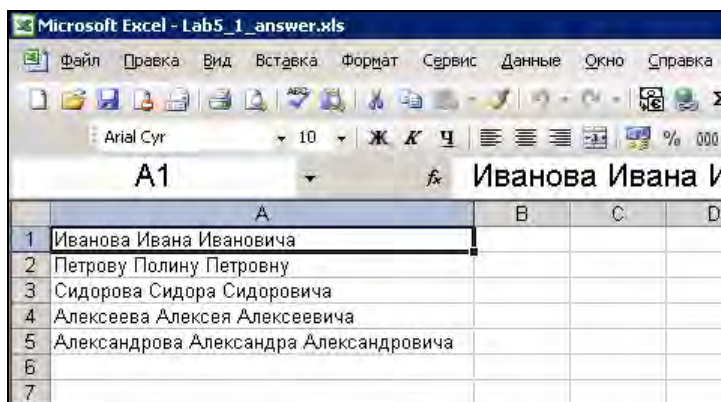 Microsoft Excel - Lab5_1_answer.xls
Файл Правка Вид Вставка Формат Сервис Данные Окно Справка
Arial Cyr 10 Ж К Ч % 000
A1 fx Иванова Ивана И
A B C D
1 Иванова Ивана Ивановича
2 Петрову Полину Петровну
3 Сидорова Сидора Сидоровича
4 Алексеева Алексея Алексеевича
5 Александрова Александра Александровича
6
7